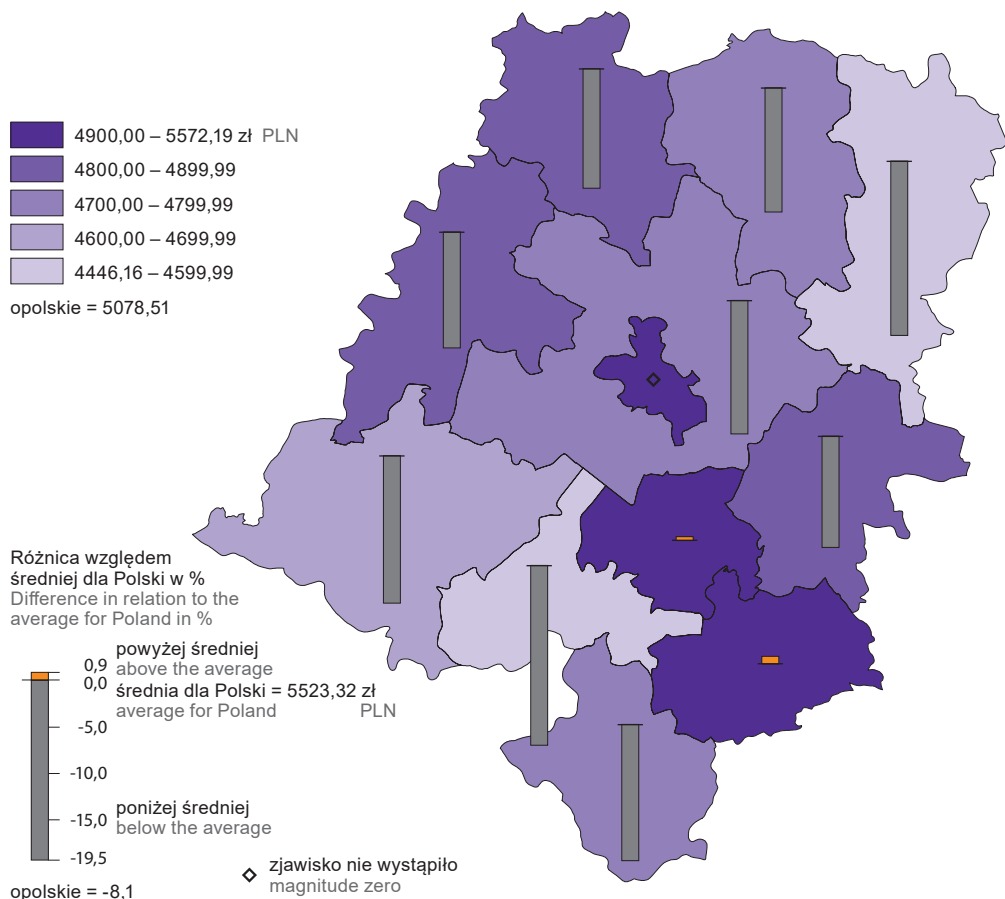 4900,00 – 5572,19 zł PLN
4800,00 – 4899,99
4700,00 – 4799,99
4600,00 – 4699,99
4446,16 – 4599,99
opolskie = 5078,51
Różnica względem
średniej dla Polski w %
Difference in relation to the
average for Poland in %
powyżej średniej
above the average
0,9
0,0
średnia dla Polski = 5523,32 zł
average for Poland PLN
-5,0
-10,0
-15,0
-19,5
poniżej średniej
below the average
opolskie = -8,1
zjawisko nie wystąpiło
magnitude zero